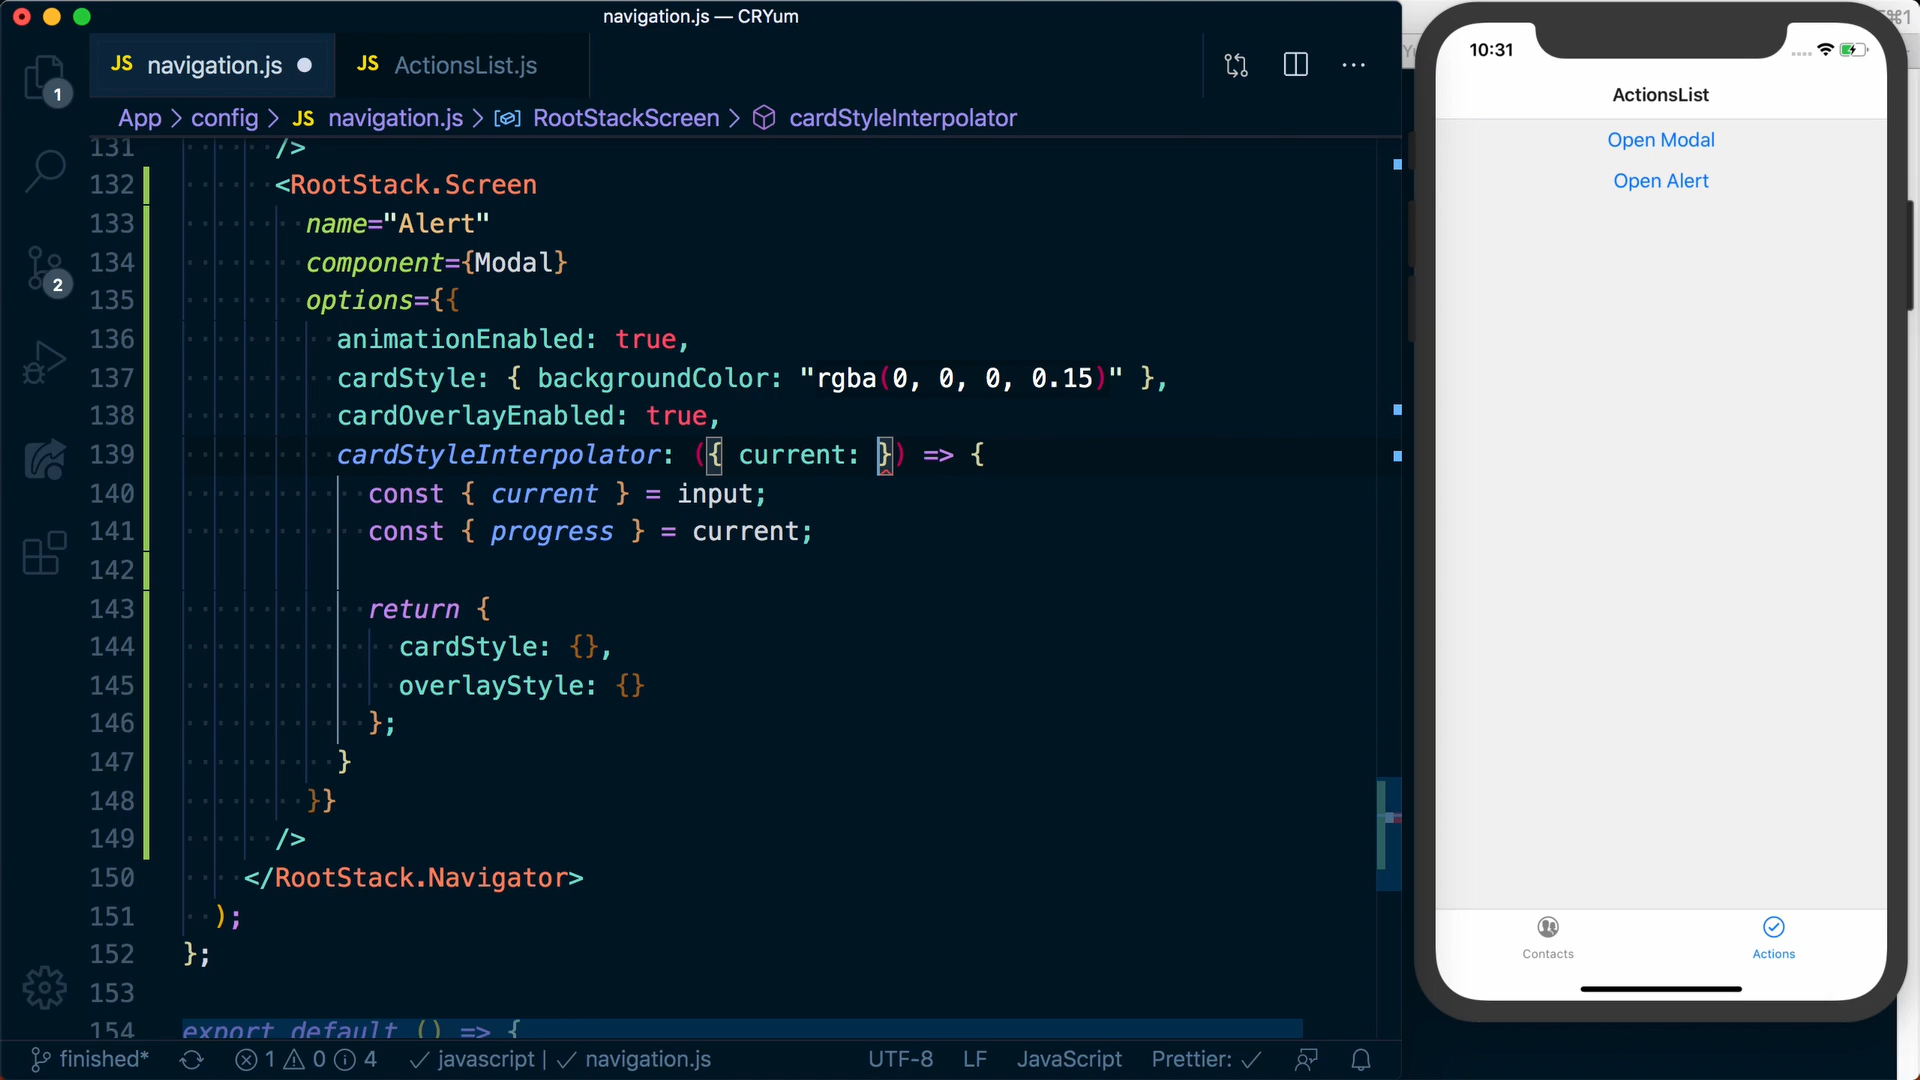 navigation.js — CRYum
JS navigation.js
JS ActionsList.js
App > config > JS navigation.js > RootStackScreen > cardStyleInterpolator
1
2
131 />
132 <RootStack.Screen
133 name="Alert"
134 component={Modal}
135 options={{
136 animationEnabled: true,
137 cardStyle: { backgroundColor: "rgba(0, 0, 0, 0.15)" },
138 cardOverlayEnabled: true,
139 cardStyleInterpolator: ({ current: }) => {
140 const { current } = input;
141 const { progress } = current;
142
143 return {
144 cardStyle: {},
145 overlayStyle: {}
146 };
147 }
148 }}
149 />
150 </RootStack.Navigator>
151 );
152 };
153
154 export default () => {
finished* 1 0 4 javascript | navigation.js UTF-8 LF JavaScript Prettier:
⌘1
10:31
ActionsList
Open Modal
Open Alert
Contacts
Actions